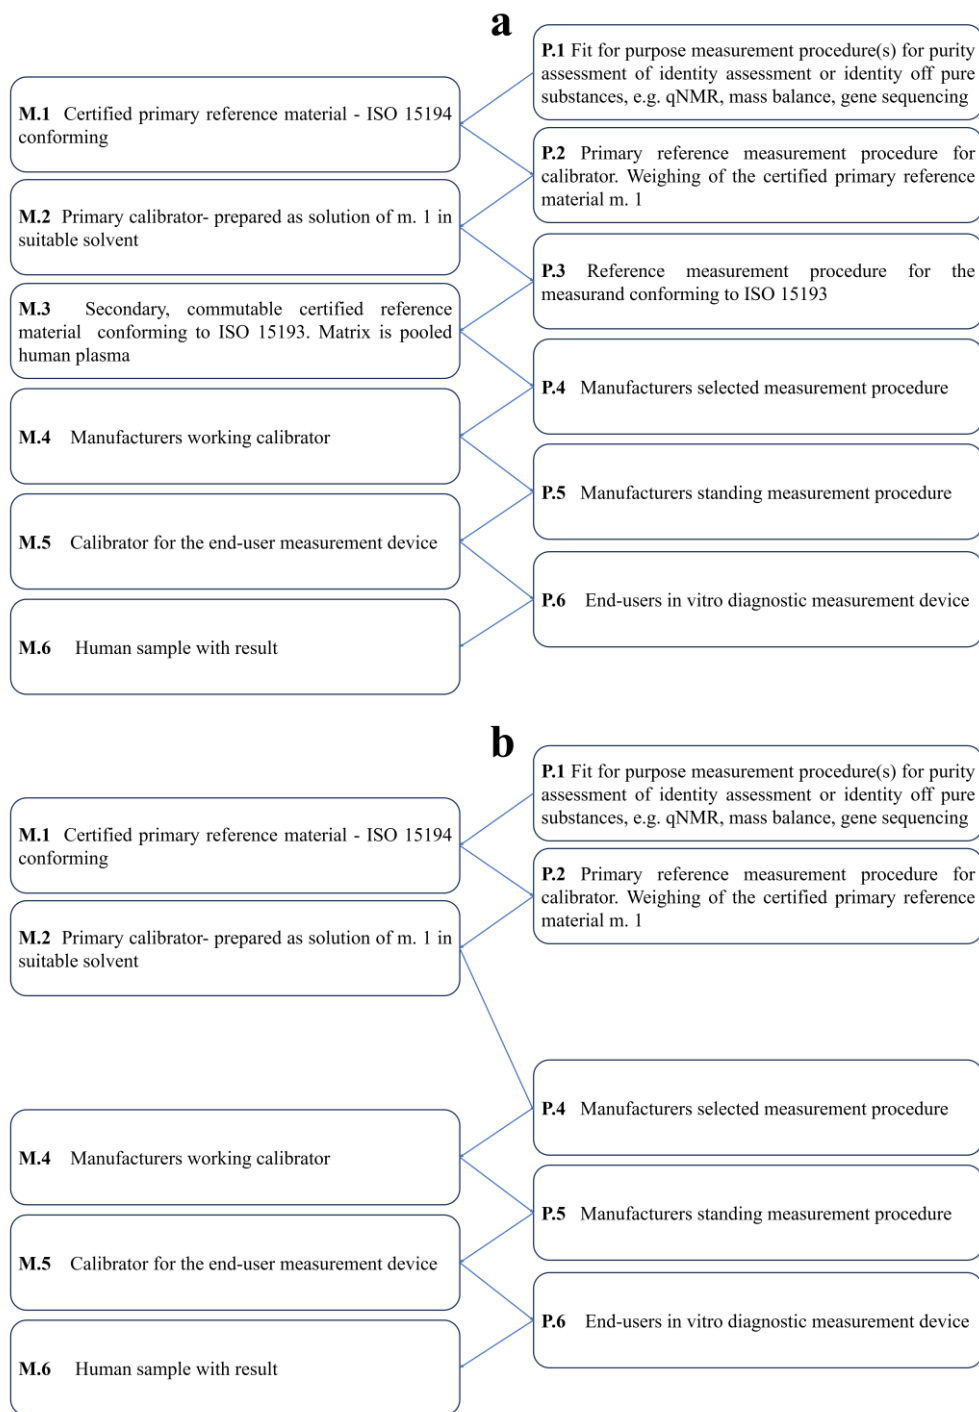 a
P.1 Fit for purpose measurement procedure(s) for purity
assessment of identity assessment or identity off pure
substances, e.g. qNMR, mass balance, gene sequencing
M.1 Certified primary reference material - ISO 15194
conforming
P.2 Primary reference measurement procedure for
calibrator. Weighing of the certified primary reference
material m. 1
M.2 Primary calibrator- prepared as solution of m. 1 in
suitable solvent
P.3 Reference measurement procedure for the
measurand conforming to ISO 15193
M.3 Secondary, commutable certified reference
material conforming to ISO 15193. Matrix is pooled
human plasma
P.4 Manufacturers selected measurement procedure
M.4 Manufacturers working calibrator
P.5 Manufacturers standing measurement procedure
M.5 Calibrator for the end-user measurement device
P.6 End-users in vitro diagnostic measurement device
M.6 Human sample with result
b
P.1 Fit for purpose measurement procedure(s) for purity
assessment of identity assessment or identity off pure
substances, e.g. qNMR, mass balance, gene sequencing
M.1 Certified primary reference material - ISO 15194
conforming
P.2 Primary reference measurement procedure for
calibrator. Weighing of the certified primary reference
material m. 1
M.2 Primary calibrator- prepared as solution of m. 1 in
suitable solvent
P.4 Manufacturers selected measurement procedure
M.4 Manufacturers working calibrator
P.5 Manufacturers standing measurement procedure
M.5 Calibrator for the end-user measurement device
P.6 End-users in vitro diagnostic measurement device
M.6 Human sample with result